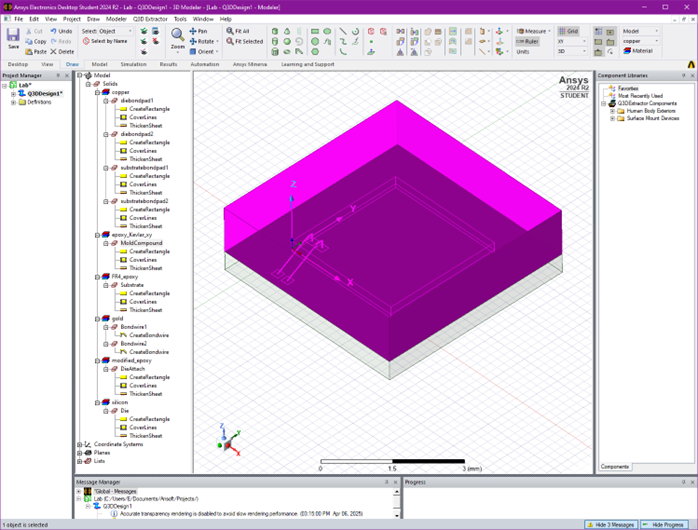 Ansys Electronics Desktop Student 2024 R2 - Lab - Q3DDesign1* - 3D Modeler - [Lab - Q3DDesign1 - Modeler]
File Edit View Project Draw Modeler Q3D Extractor Tools Window Help
Save
Cut
Copy
Paste
Undo
Redo
Delete
Select: Object
Select by Name
Zoom
Pan
Rotate
Orient
Fit All
Fit Selected
Measure
Ruler
Units
Grid
XY
3D
Model
copper
Material
Desktop View Draw Model Simulation Results Automation Ansys Minerva Learning and Support
Project Manager
Lab*
Q3DDesign1*
Definitions
Model
Solids
copper
diebondpad1
CreateRectangle
CoverLines
ThickenSheet
diebondpad2
CreateRectangle
CoverLines
ThickenSheet
substratebondpad1
CreateRectangle
CoverLines
ThickenSheet
substratebondpad2
CreateRectangle
CoverLines
ThickenSheet
epoxy_Kevlar_xy
MoldCompound
CreateRectangle
CoverLines
ThickenSheet
FR4_epoxy
Substrate
CreateRectangle
CoverLines
ThickenSheet
gold
Bondwire1
CreateBondwire
Bondwire2
CreateBondwire
modified_epoxy
DieAttach
CreateRectangle
CoverLines
ThickenSheet
silicon
Die
CreateRectangle
CoverLines
ThickenSheet
Coordinate Systems
Planes
Lists
Ansys
2024 R2
STUDENT
Z
Y
X
Z
Y
X
0 1.5 3 (mm)
Component Libraries
Favorites
Most Recently Used
Q3DExtractor Components
Human Body Exteriors
Surface Mount Devices
Components
Message Manager
*Global - Messages
Lab (C:/Users/E/Documents/Ansoft/Projects/)
Q3DDesign1
Accurate transparency rendering is disabled to avoid slow rendering performance. (03:15:00 PM Apr 06, 2025)
Progress
1 object is selected
Hide 3 Messages
Hide Progress